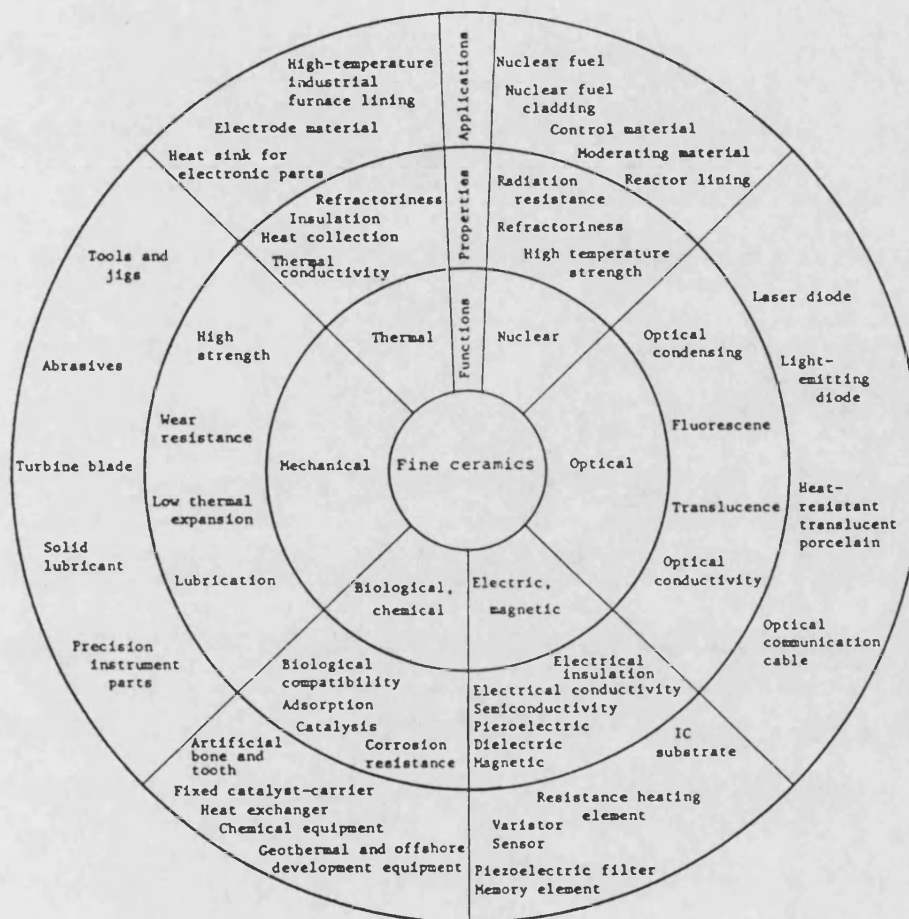 Applications
Properties
Functions
Fine ceramics
Thermal
Nuclear
Optical
Electric,
magnetic
Biological,
chemical
Mechanical
High-temperature
industrial
furnace lining
Electrode material
Heat sink for
electronic parts
Refractoriness
Insulation
Heat collection
Thermal
conductivity
Nuclear fuel
Nuclear fuel
cladding
Control material
Moderating material
Reactor lining
Radiation
resistance
Refractoriness
High temperature
strength
Laser diode
Light-
emitting
diode
Heat-
resistant
translucent
porcelain
Optical
communication
cable
Optical
condensing
Fluorescene
Translucence
Optical
conductivity
Electrical
insulation
Electrical conductivity
Semiconductivity
Piezoelectric
Dielectric
Magnetic
IC
substrate
Resistance heating
element
Varistor
Sensor
Piezoelectric filter
Memory element
Biological
compatibility
Adsorption
Catalysis
Corrosion
resistance
Artificial
bone and
tooth
Fixed catalyst-carrier
Heat exchanger
Chemical equipment
Geothermal and offshore
development equipment
High
strength
Wear
resistance
Low thermal
expansion
Lubrication
Tools and
jigs
Abrasives
Turbine blade
Solid
lubricant
Precision
instrument
parts